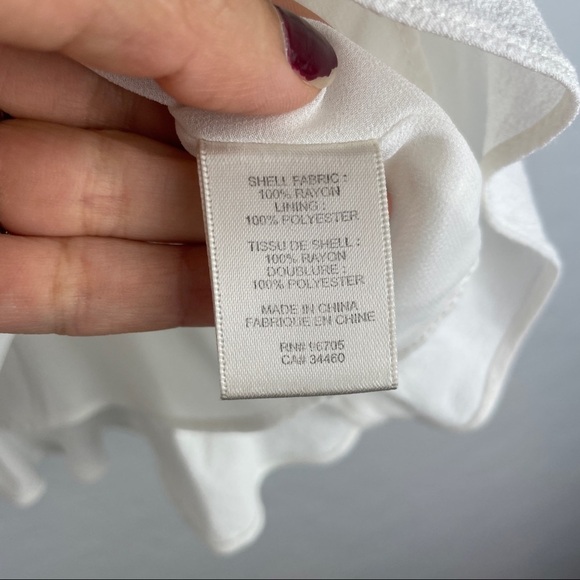 SHELL FABRIC :
100% RAYON
LINING :
100% POLYESTER
TISSU DE SHELL :
100% RAYON
DOUBLURE :
100% POLYESTER
MADE IN CHINA
FABRIQUE EN CHINE
RN# 96705
CA# 34460